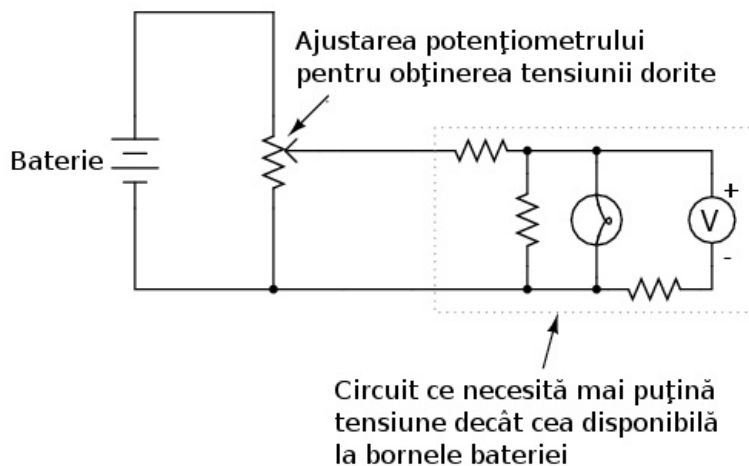 Ajustarea potenţiometrului
pentru obţinerea tensiunii dorite
Baterie
+
V
-
Circuit ce necesită mai puţină
tensiune decât cea disponibilă
la bornele bateriei